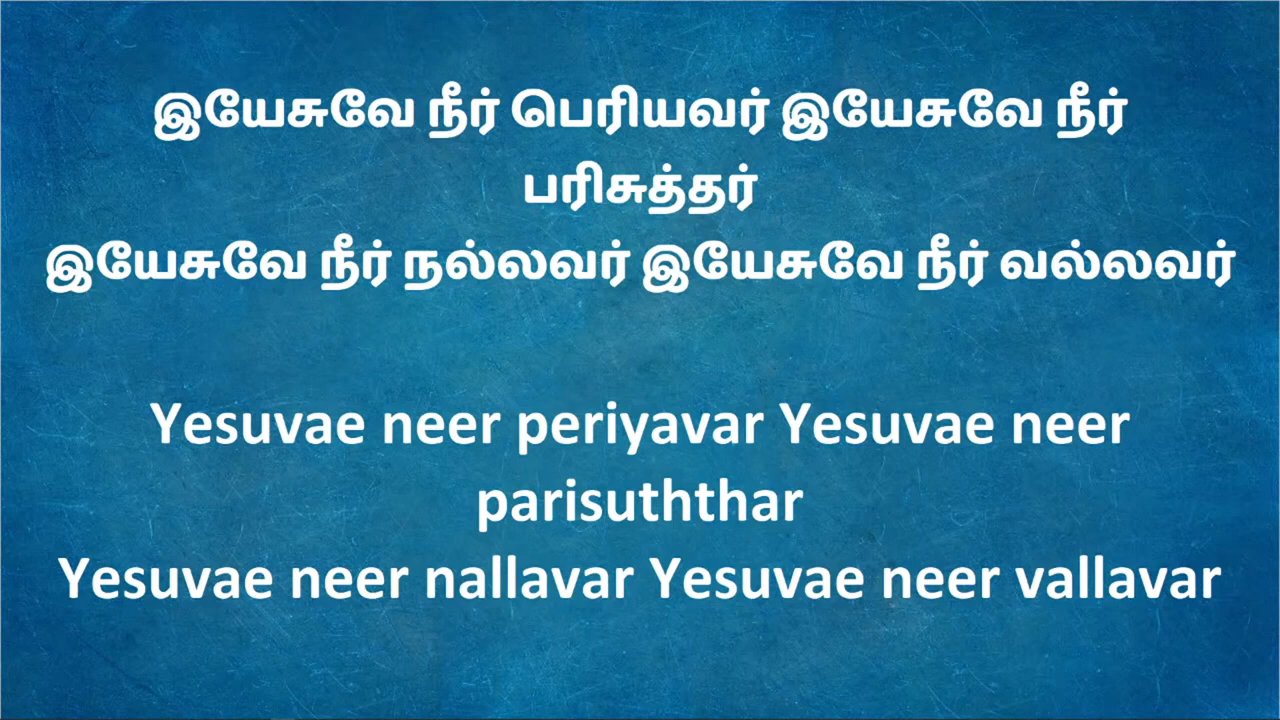 இயேசுவே நீர் பெரியவர் இயேசுவே நீர்
பரிசுத்தர்
இயேசுவே நீர் நல்லவர் இயேசுவே நீர் வல்லவர்
Yesuvae neer periyavar Yesuvae neer
parisuththar
Yesuvae neer nallavar Yesuvae neer vallavar